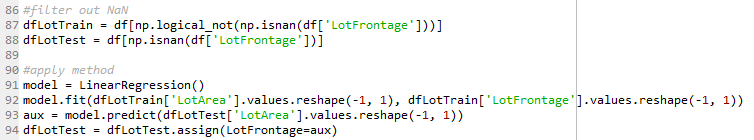 86 #filter out NaN
87 dfLotTrain = df[np.logical_not(np.isnan(df['LotFrontage']))]
88 dfLotTest = df[np.isnan(df['LotFrontage'])]
89
90 #apply method
91 model = LinearRegression()
92 model.fit(dfLotTrain['LotArea'].values.reshape(-1, 1), dfLotTrain['LotFrontage'].values.reshape(-1, 1))
93 aux = model.predict(dfLotTest['LotArea'].values.reshape(-1, 1))
94 dfLotTest = dfLotTest.assign(LotFrontage=aux)